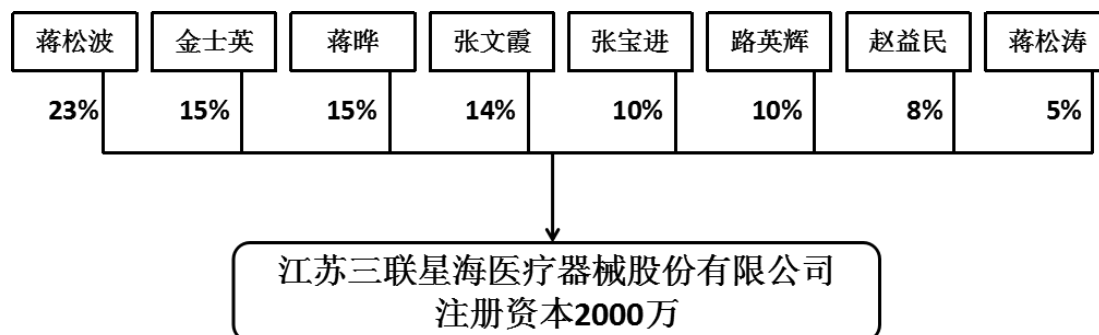 蒋松波 金士英 蒋晔 张文霞 张宝进 路英辉 赵益民 蒋松涛
23% 15% 15% 14% 10% 10% 8% 5%
江苏三联星海医疗器械股份有限公司
注册资本2000万